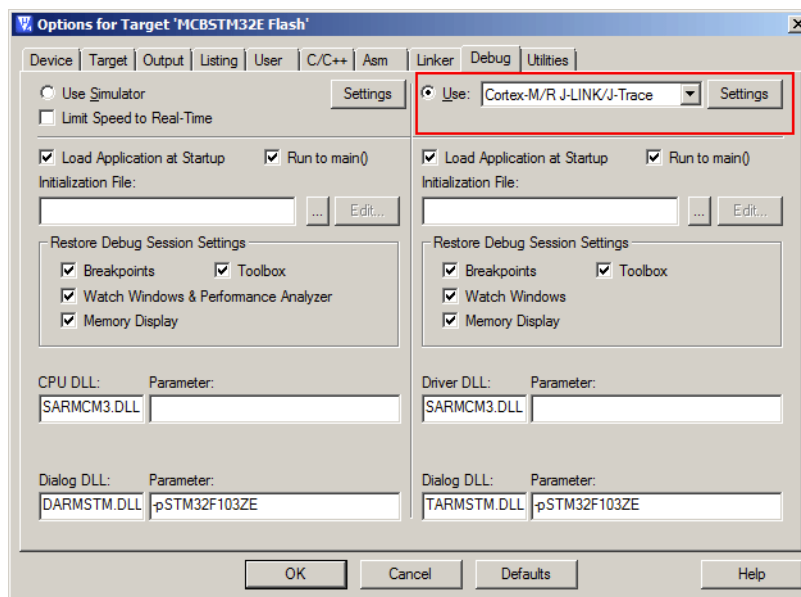 Options for Target 'MCBSTM32E Flash'
Device Target Output Listing User C/C++ Asm Linker Debug Utilities
Use Simulator Settings
Limit Speed to Real-Time
Use: Cortex-M/R J-LINK/J-Trace Settings
Load Application at Startup Run to main()
Initialization File:
... Edit...
Restore Debug Session Settings
Breakpoints Toolbox
Watch Windows & Performance Analyzer
Memory Display
CPU DLL: Parameter:
SARMCM3.DLL
Dialog DLL: Parameter:
DARMSTM.DLL -pSTM32F103ZE
Load Application at Startup Run to main()
Initialization File:
... Edit...
Restore Debug Session Settings
Breakpoints Toolbox
Watch Windows
Memory Display
Driver DLL: Parameter:
SARMCM3.DLL
Dialog DLL: Parameter:
TARMSTM.DLL -pSTM32F103ZE
OK Cancel Defaults Help